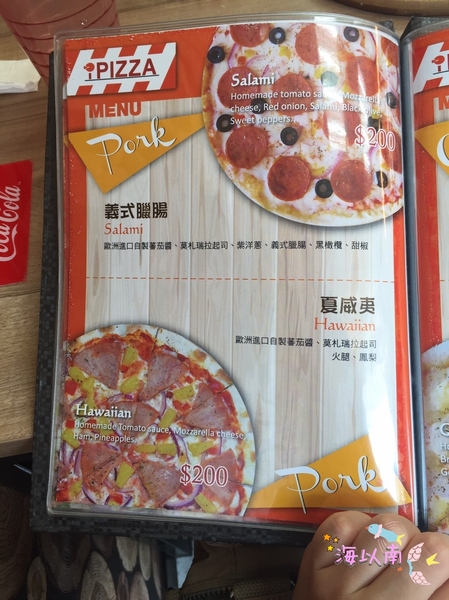 iPIZZA
MENU
Pork
Salami
Homemade tomato sauce, Mozzarella
cheese, Red onion, Salami, Black olive,
Sweet peppers.
$200
義式臘腸
Salami
歐洲進口自製蕃茄醬、莫札瑞拉起司、紫洋蔥、義式臘腸、黑橄欖、甜椒
夏威夷
Hawaiian
歐洲進口自製蕃茄醬、莫札瑞拉起司
火腿、鳳梨
Hawaiian
Homemade Tomato sauce, Mozzarella cheese,
Ham, Pineapples.
$200
Pork
Coca-Cola
海以南